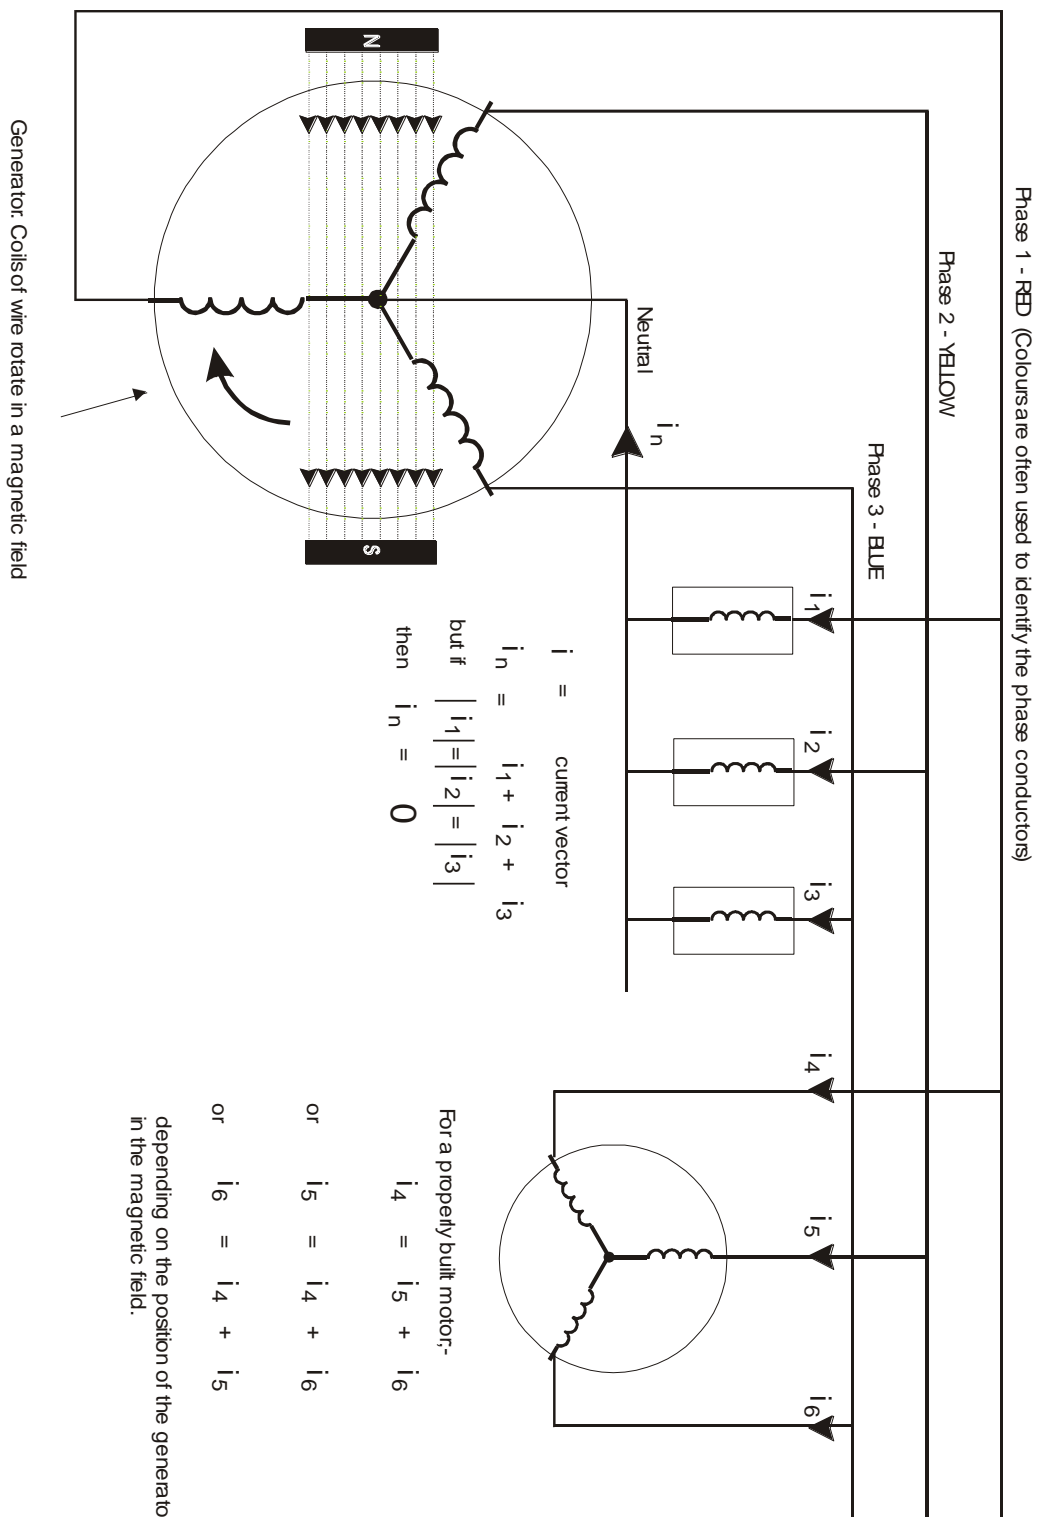 Phase 1 - RED (Colours are often used to identify the phase conductors)
Phase 2 - YELLOW
Phase 3 - BLUE
Neutral
i n
i 1
i 2
i 3
i 4
i 5
i 6
N
S
i = current vector
i n = i 1 + i 2 + i 3
but if | i 1 | = | i 2 | = | i 3 |
then i n = 0
For a properly built motor;-
i 4 = i 5 + i 6
or i 5 = i 4 + i 6
or i 6 = i 4 + i 5
depending on the position of the generato
in the magnetic field.
Generator. Coils of wire rotate in a magnetic field